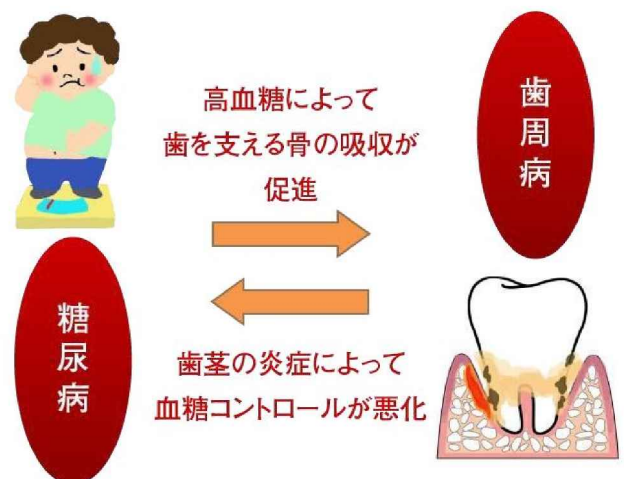 高血糖によって
歯を支える骨の吸収が
促進
歯周病
糖尿病
歯茎の炎症によって
血糖コントロールが悪化